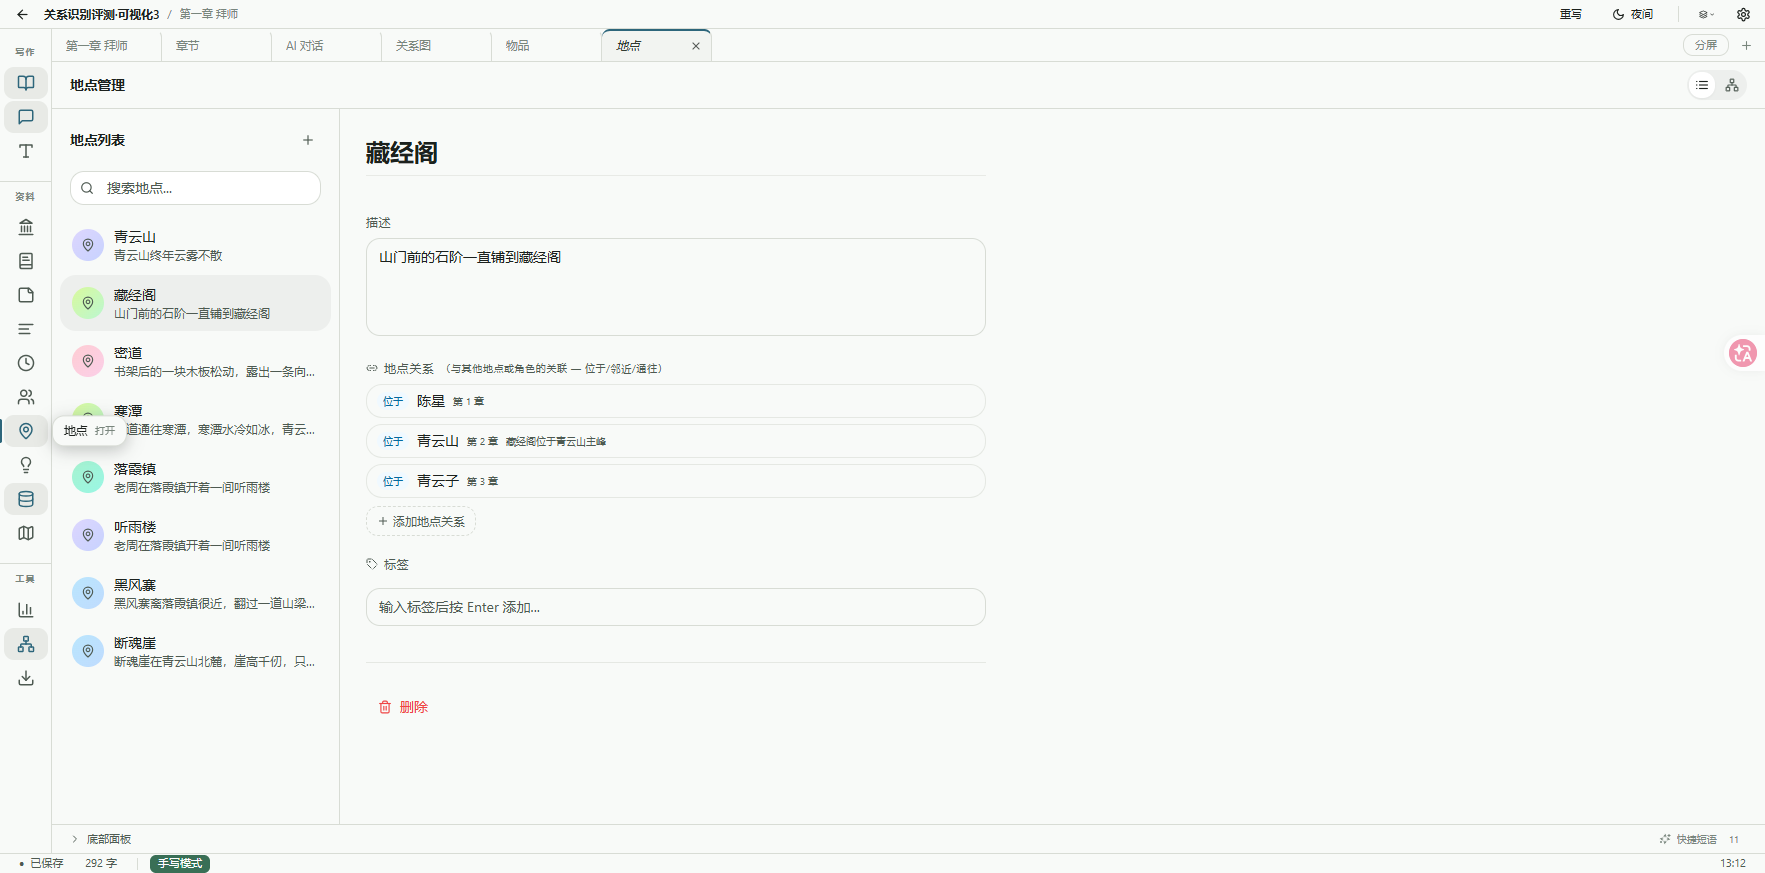 关系识别评测·可视化3 / 第一章 拜师
重写
夜间
写作
第一章 拜师
章节
AI 对话
关系图
物品
地点
分屏
地点管理
资料
工具
地点 打开
地点列表
搜索地点...
青云山
青云山终年云雾不散
藏经阁
山门前的石阶一直铺到藏经阁
密道
书架后的一块木板松动，露出一条向...
寒潭
道通往寒潭，寒潭水冷如冰，青云...
落霞镇
老周在落霞镇开着一间听雨楼
听雨楼
老周在落霞镇开着一间听雨楼
黑风寨
黑风寨离落霞镇很近，翻过一道山梁...
断魂崖
断魂崖在青云山北麓，崖高千仞，只...
藏经阁
描述
山门前的石阶一直铺到藏经阁
地点关系 （与其他地点或角色的关联 — 位于/邻近/通往）
位于 陈星 第 1 章
位于 青云山 第 2 章 藏经阁位于青云山主峰
位于 青云子 第 3 章
添加地点关系
标签
输入标签后按 Enter 添加...
删除
底部面板
快捷短语 11
已保存 292 字 手写模式
13:12